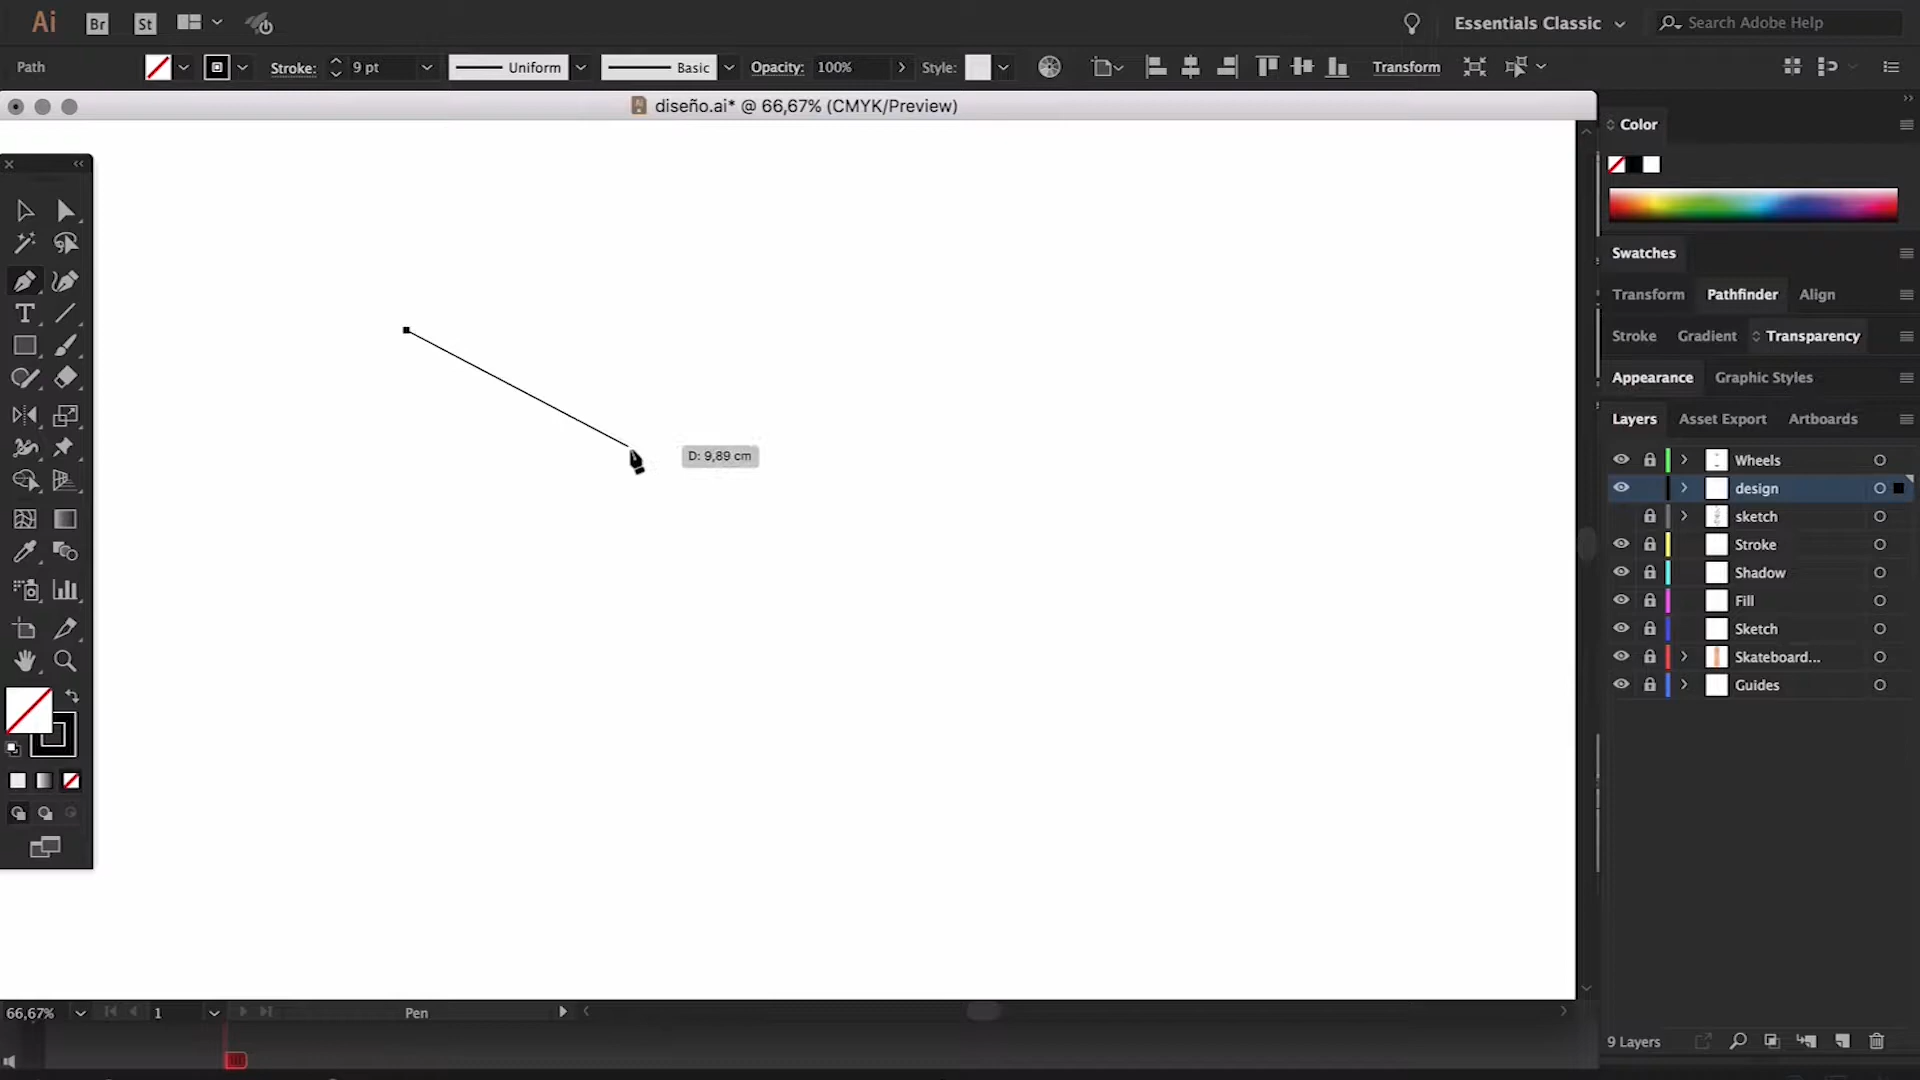 Ai Br St Essentials Classic Search Adobe Help
Path Stroke: 9 pt Uniform Basic Opacity: 100% Style: Transform
diseño.ai* @ 66,67% (CMYK/Preview)
Color
Swatches
Transform Pathfinder Align
Stroke Gradient Transparency
Appearance Graphic Styles
Layers Asset Export Artboards
D: 9,89 cm
Wheels
design
sketch
Stroke
Shadow
Fill
Sketch
Skateboard...
Guides
66,67% 1 Pen
9 Layers